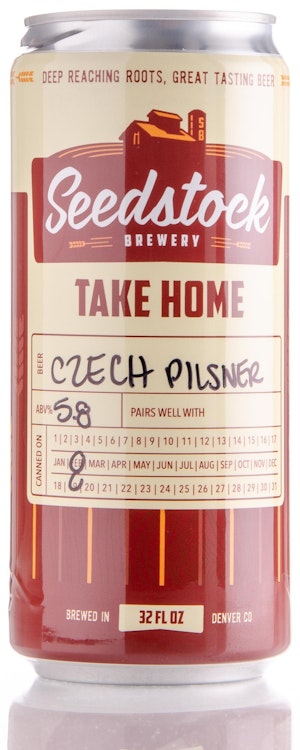 DEEP REACHING ROOTS, GREAT TASTING BEER
SB
Seedstock
BREWERY
TAKE HOME
BEER CZECH PILSNER
ABV% 5.8 PAIRS WELL WITH
CANNED ON
1 | 2 | 3 | 4 | 5 | 6 | 7 | 8 | 9 | 10 | 11 | 12 | 13 | 14 | 15 | 16 | 17
JAN | FEB | MAR | APR | MAY | JUN | JUL | AUG | SEP | OCT | NOV | DEC
18 | 19 | 20 | 21 | 22 | 23 | 24 | 25 | 26 | 27 | 28 | 29 | 30 | 31
BREWED IN 32 FL OZ DENVER CO